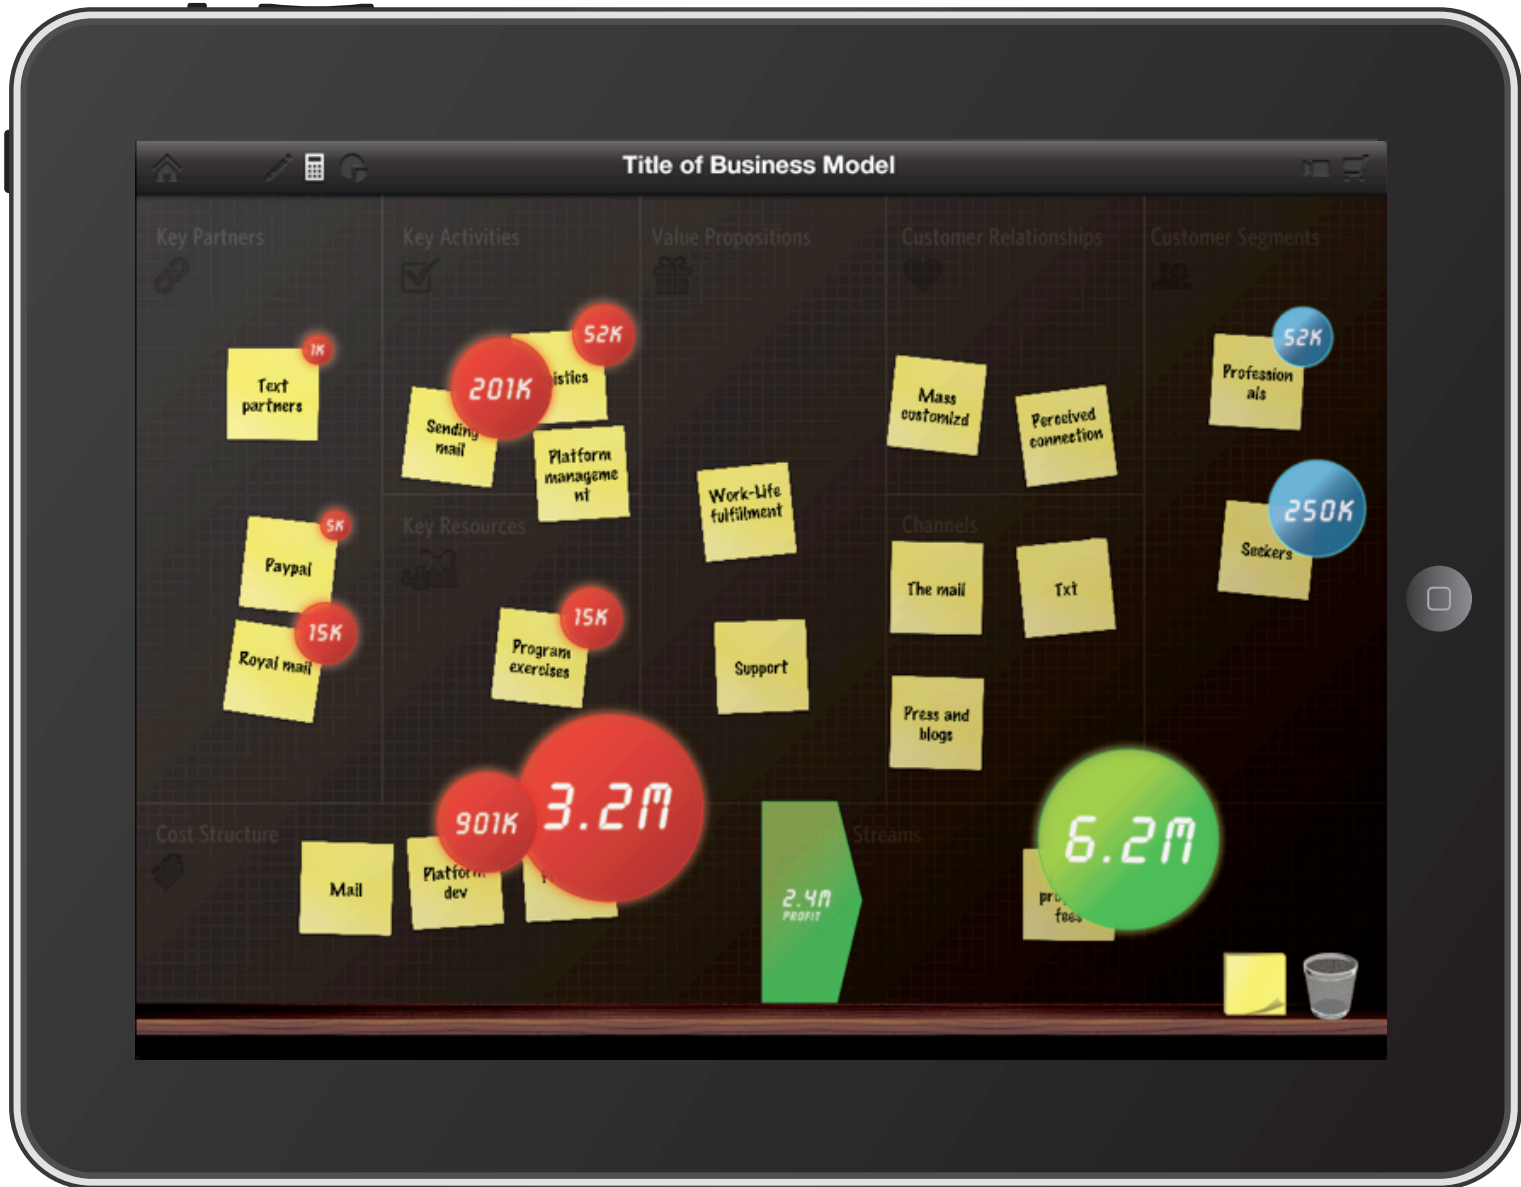 Title of Business Model
Key Partners
Key Activities
Value Propositions
Customer Relationships
Customer Segments
1K
Text
partners
5K
Paypal
15K
Royal mail
52K
201K
Sending
mail
Platform
manageme
nt
Key Resources
15K
Program
exercises
Work-Life
fulfillment
Support
Mass
customizd
Perceived
connection
Channels
The mail
Txt
Press and
blogs
52K
Profession
als
250K
Seekers
Cost Structure
Mail
901K
Platform
dev
3.2M
2.4M
PROFIT
Streams
6.2M
fees